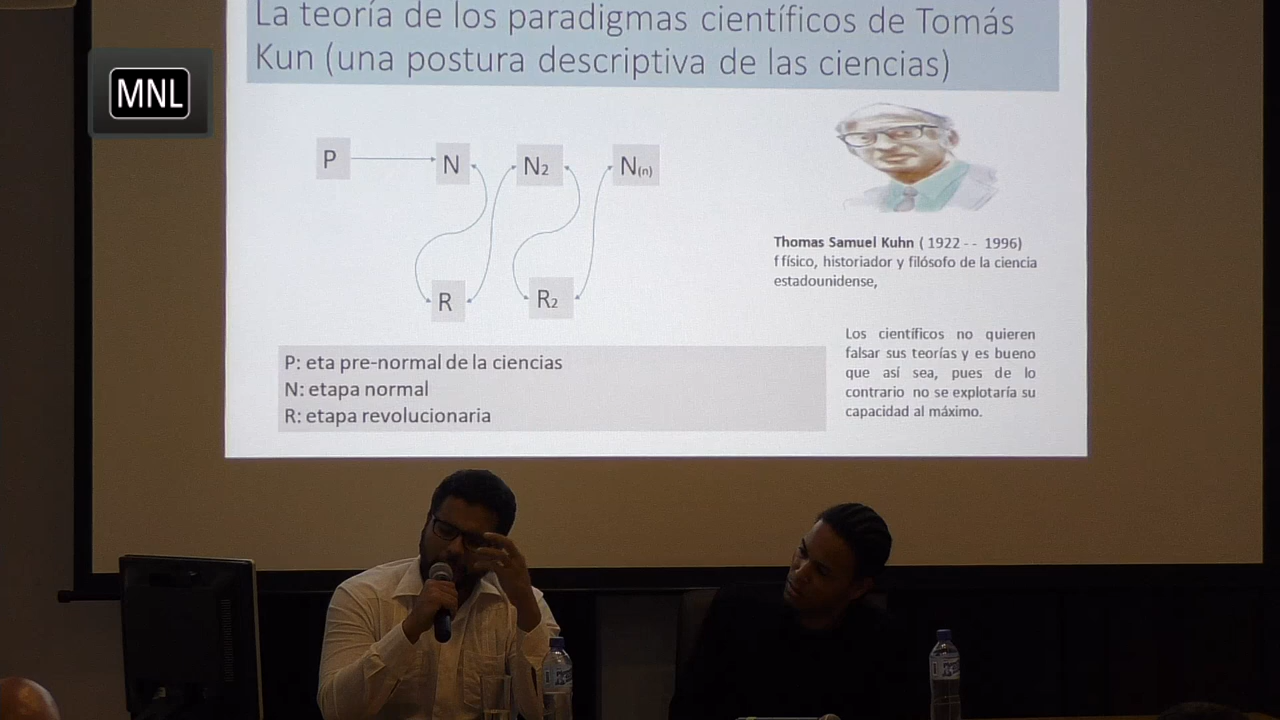 La teoría de los paradigmas científicos de Tomás
Kun (una postura descriptiva de las ciencias)
MNL
P
N
N2
N(n)
R
R2
Thomas Samuel Kuhn ( 1922 - - 1996)
f físico, historiador y filósofo de la ciencia
estadounidense,
Los científicos no quieren
falsar sus teorías y es bueno
que así sea, pues de lo
contrario no se explotaría su
capacidad al máximo.
P: eta pre-normal de la ciencias
N: etapa normal
R: etapa revolucionaria